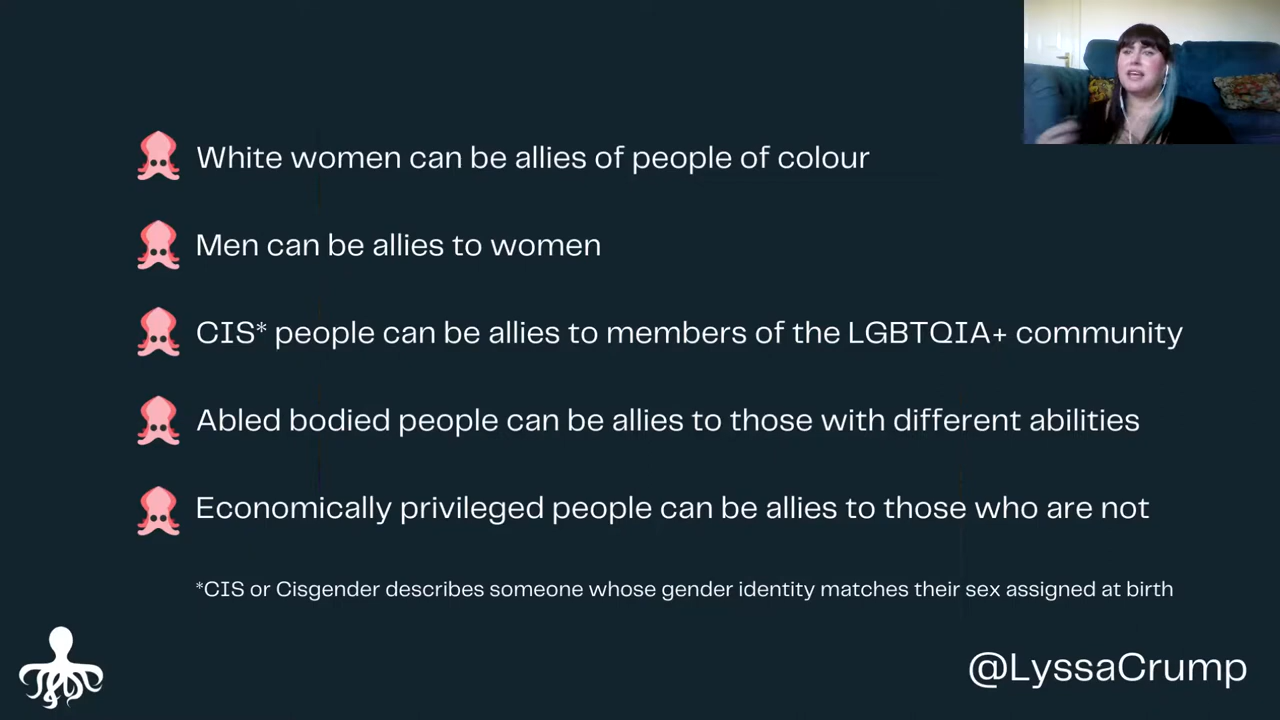 White women can be allies of people of colour
Men can be allies to women
CIS* people can be allies to members of the LGBTQIA+ community
Abled bodied people can be allies to those with different abilities
Economically privileged people can be allies to those who are not
*CIS or Cisgender describes someone whose gender identity matches their sex assigned at birth
@LyssaCrump